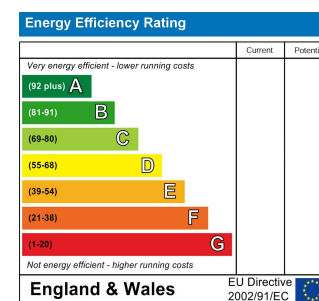 Energy Efficiency Rating
Current Potenti
Very energy efficient - lower running costs
(92 plus) A
(81-91) B
(69-80) C
(55-68) D
(39-54) E
(21-38) F
(1-20) G
Not energy efficient - higher running costs
England & Wales
EU Directive
2002/91/EC